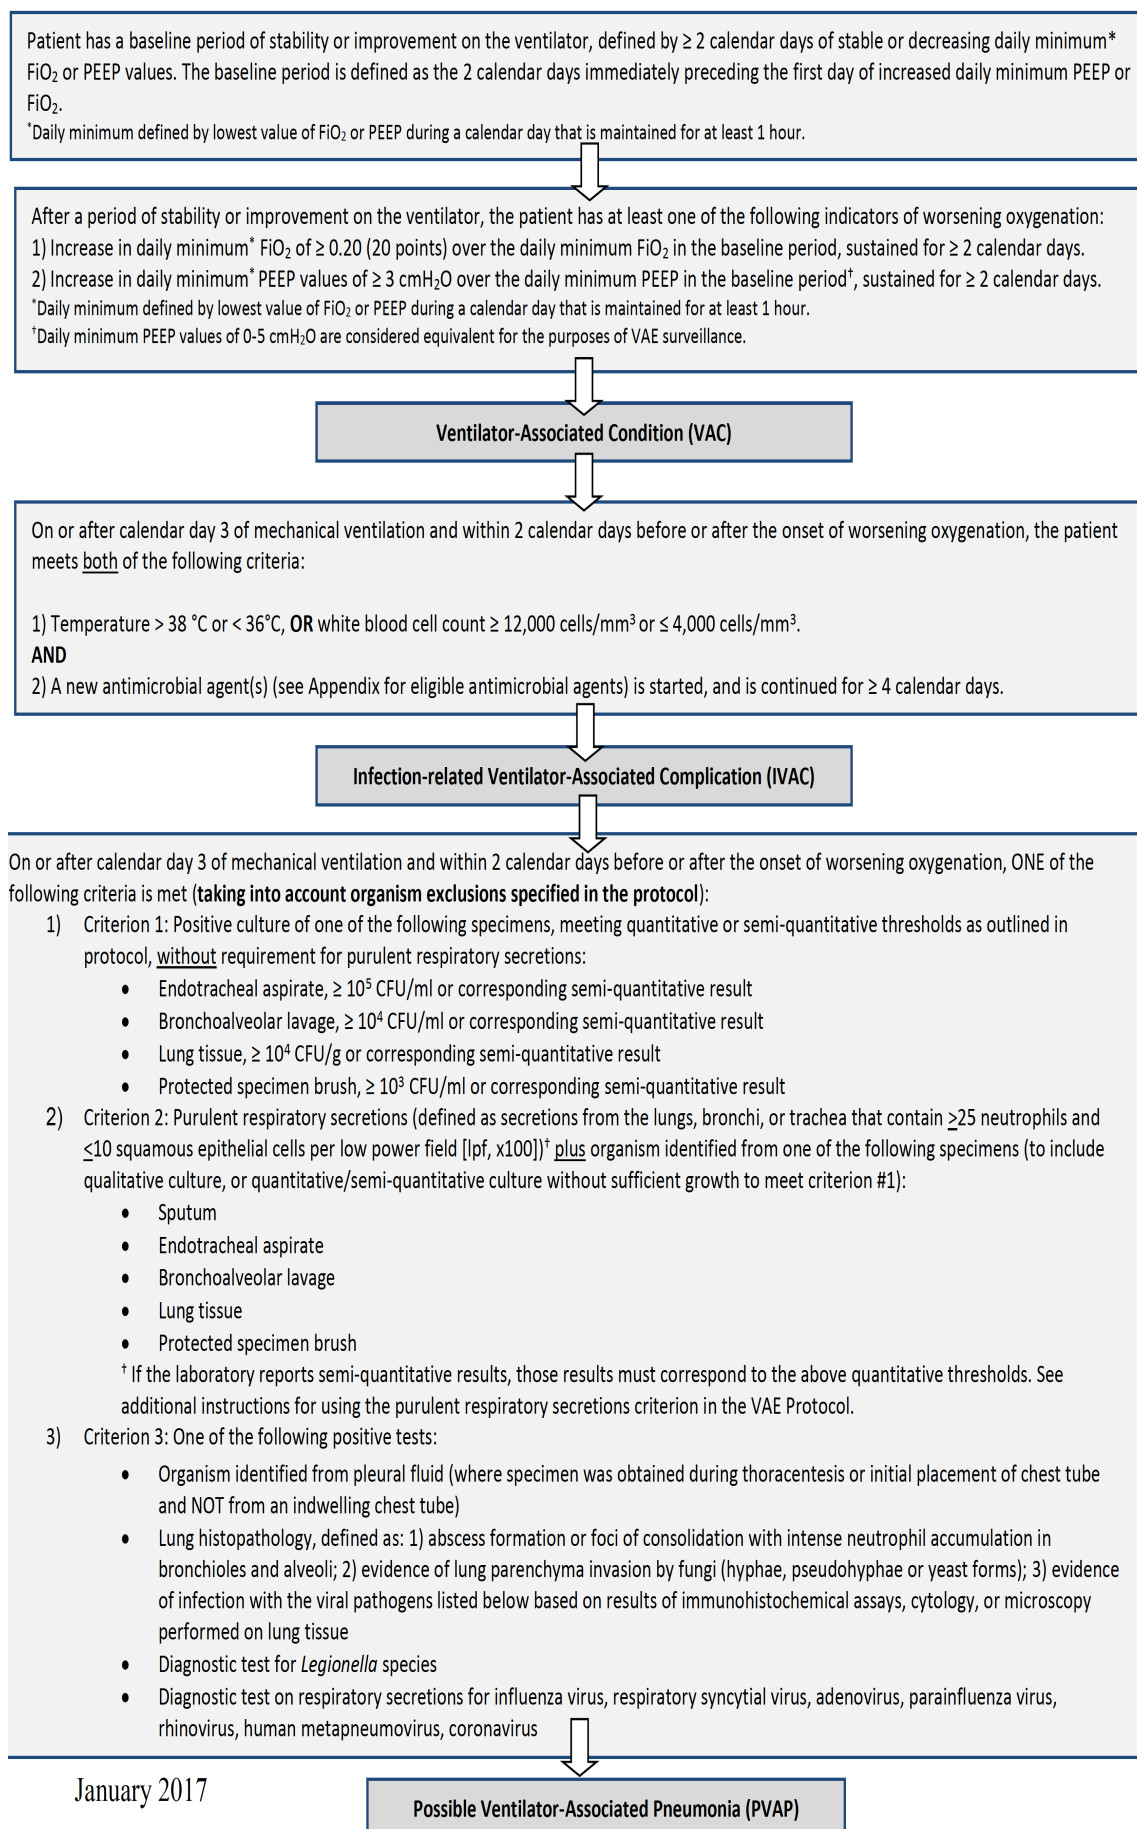 Patient has a baseline period of stability or improvement on the ventilator, defined by ≥ 2 calendar days of stable or decreasing daily minimum*
FiO₂ or PEEP values. The baseline period is defined as the 2 calendar days immediately preceding the first day of increased daily minimum PEEP or
FiO₂.
*Daily minimum defined by lowest value of FiO₂ or PEEP during a calendar day that is maintained for at least 1 hour.
After a period of stability or improvement on the ventilator, the patient has at least one of the following indicators of worsening oxygenation:
1) Increase in daily minimum* FiO₂ of ≥ 0.20 (20 points) over the daily minimum FiO₂ in the baseline period, sustained for ≥ 2 calendar days.
2) Increase in daily minimum* PEEP values of ≥ 3 cmH₂O over the daily minimum PEEP in the baseline period†, sustained for ≥ 2 calendar days.
*Daily minimum defined by lowest value of FiO₂ or PEEP during a calendar day that is maintained for at least 1 hour.
†Daily minimum PEEP values of 0-5 cmH₂O are considered equivalent for the purposes of VAE surveillance.
Ventilator-Associated Condition (VAC)
On or after calendar day 3 of mechanical ventilation and within 2 calendar days before or after the onset of worsening oxygenation, the patient
meets both of the following criteria:
1) Temperature > 38 °C or < 36°C, OR white blood cell count ≥ 12,000 cells/mm³ or ≤ 4,000 cells/mm³.
AND
2) A new antimicrobial agent(s) (see Appendix for eligible antimicrobial agents) is started, and is continued for ≥ 4 calendar days.
Infection-related Ventilator-Associated Complication (IVAC)
On or after calendar day 3 of mechanical ventilation and within 2 calendar days before or after the onset of worsening oxygenation, ONE of the
following criteria is met (taking into account organism exclusions specified in the protocol):
1) Criterion 1: Positive culture of one of the following specimens, meeting quantitative or semi-quantitative thresholds as outlined in
protocol, without requirement for purulent respiratory secretions:
• Endotracheal aspirate, ≥ 10⁵ CFU/ml or corresponding semi-quantitative result
• Bronchoalveolar lavage, ≥ 10⁴ CFU/ml or corresponding semi-quantitative result
• Lung tissue, ≥ 10⁴ CFU/g or corresponding semi-quantitative result
• Protected specimen brush, ≥ 10³ CFU/ml or corresponding semi-quantitative result
2) Criterion 2: Purulent respiratory secretions (defined as secretions from the lungs, bronchi, or trachea that contain ≥25 neutrophils and
≤10 squamous epithelial cells per low power field [lpf, x100])† plus organism identified from one of the following specimens (to include
qualitative culture, or quantitative/semi-quantitative culture without sufficient growth to meet criterion #1):
• Sputum
• Endotracheal aspirate
• Bronchoalveolar lavage
• Lung tissue
• Protected specimen brush
† If the laboratory reports semi-quantitative results, those results must correspond to the above quantitative thresholds. See
additional instructions for using the purulent respiratory secretions criterion in the VAE Protocol.
3) Criterion 3: One of the following positive tests:
• Organism identified from pleural fluid (where specimen was obtained during thoracentesis or initial placement of chest tube
and NOT from an indwelling chest tube)
• Lung histopathology, defined as: 1) abscess formation or foci of consolidation with intense neutrophil accumulation in
bronchioles and alveoli; 2) evidence of lung parenchyma invasion by fungi (hyphae, pseudohyphae or yeast forms); 3) evidence
of infection with the viral pathogens listed below based on results of immunohistochemical assays, cytology, or microscopy
performed on lung tissue
• Diagnostic test for Legionella species
• Diagnostic test on respiratory secretions for influenza virus, respiratory syncytial virus, adenovirus, parainfluenza virus,
rhinovirus, human metapneumovirus, coronavirus
January 2017
Possible Ventilator-Associated Pneumonia (PVAP)